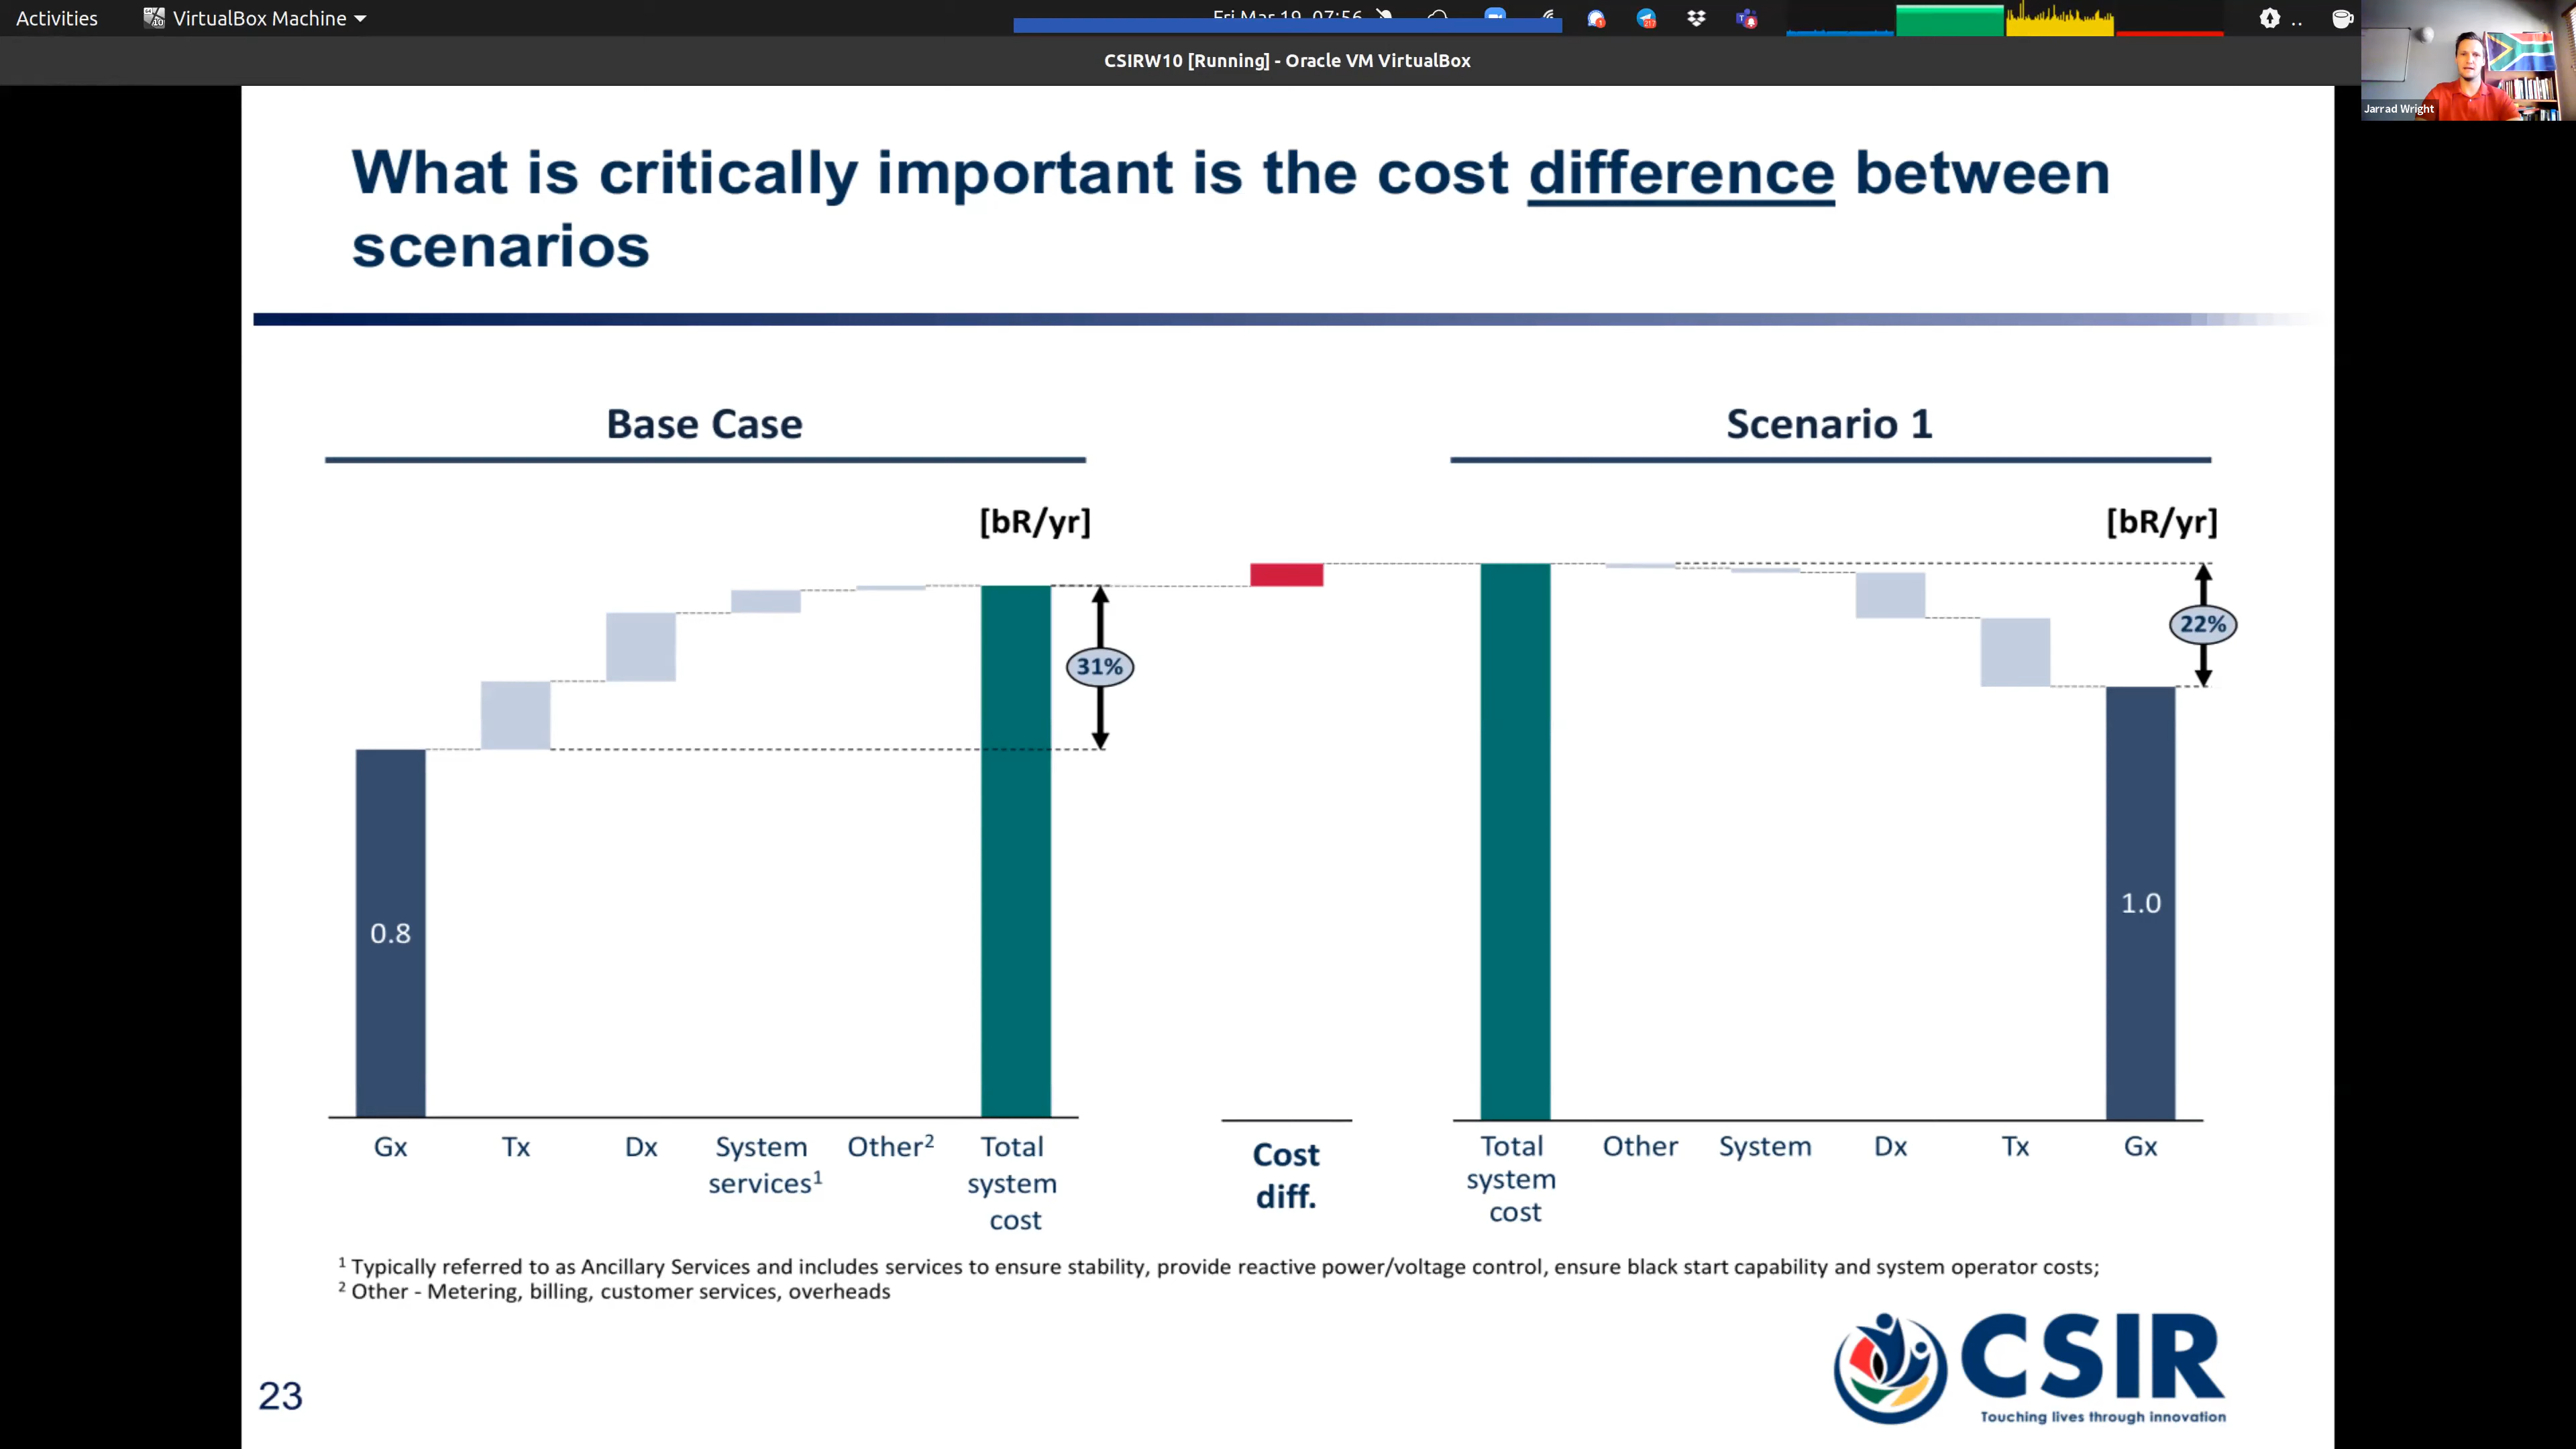 Activities
VirtualBox Machine
Fri Mar 19 07:56
CSIRW10 [Running] - Oracle VM VirtualBox
Jarrad Wright
What is critically important is the cost difference between
scenarios
Base Case
Scenario 1
[bR/yr]
[bR/yr]
31%
22%
0.8
1.0
Gx
Tx
Dx
System
services1
Other2
Total
system
cost
Cost
diff.
Total
system
cost
Other
System
Dx
Tx
Gx
1 Typically referred to as Ancillary Services and includes services to ensure stability, provide reactive power/voltage control, ensure black start capability and system operator costs;
2 Other - Metering, billing, customer services, overheads
CSIR
Touching lives through innovation
23